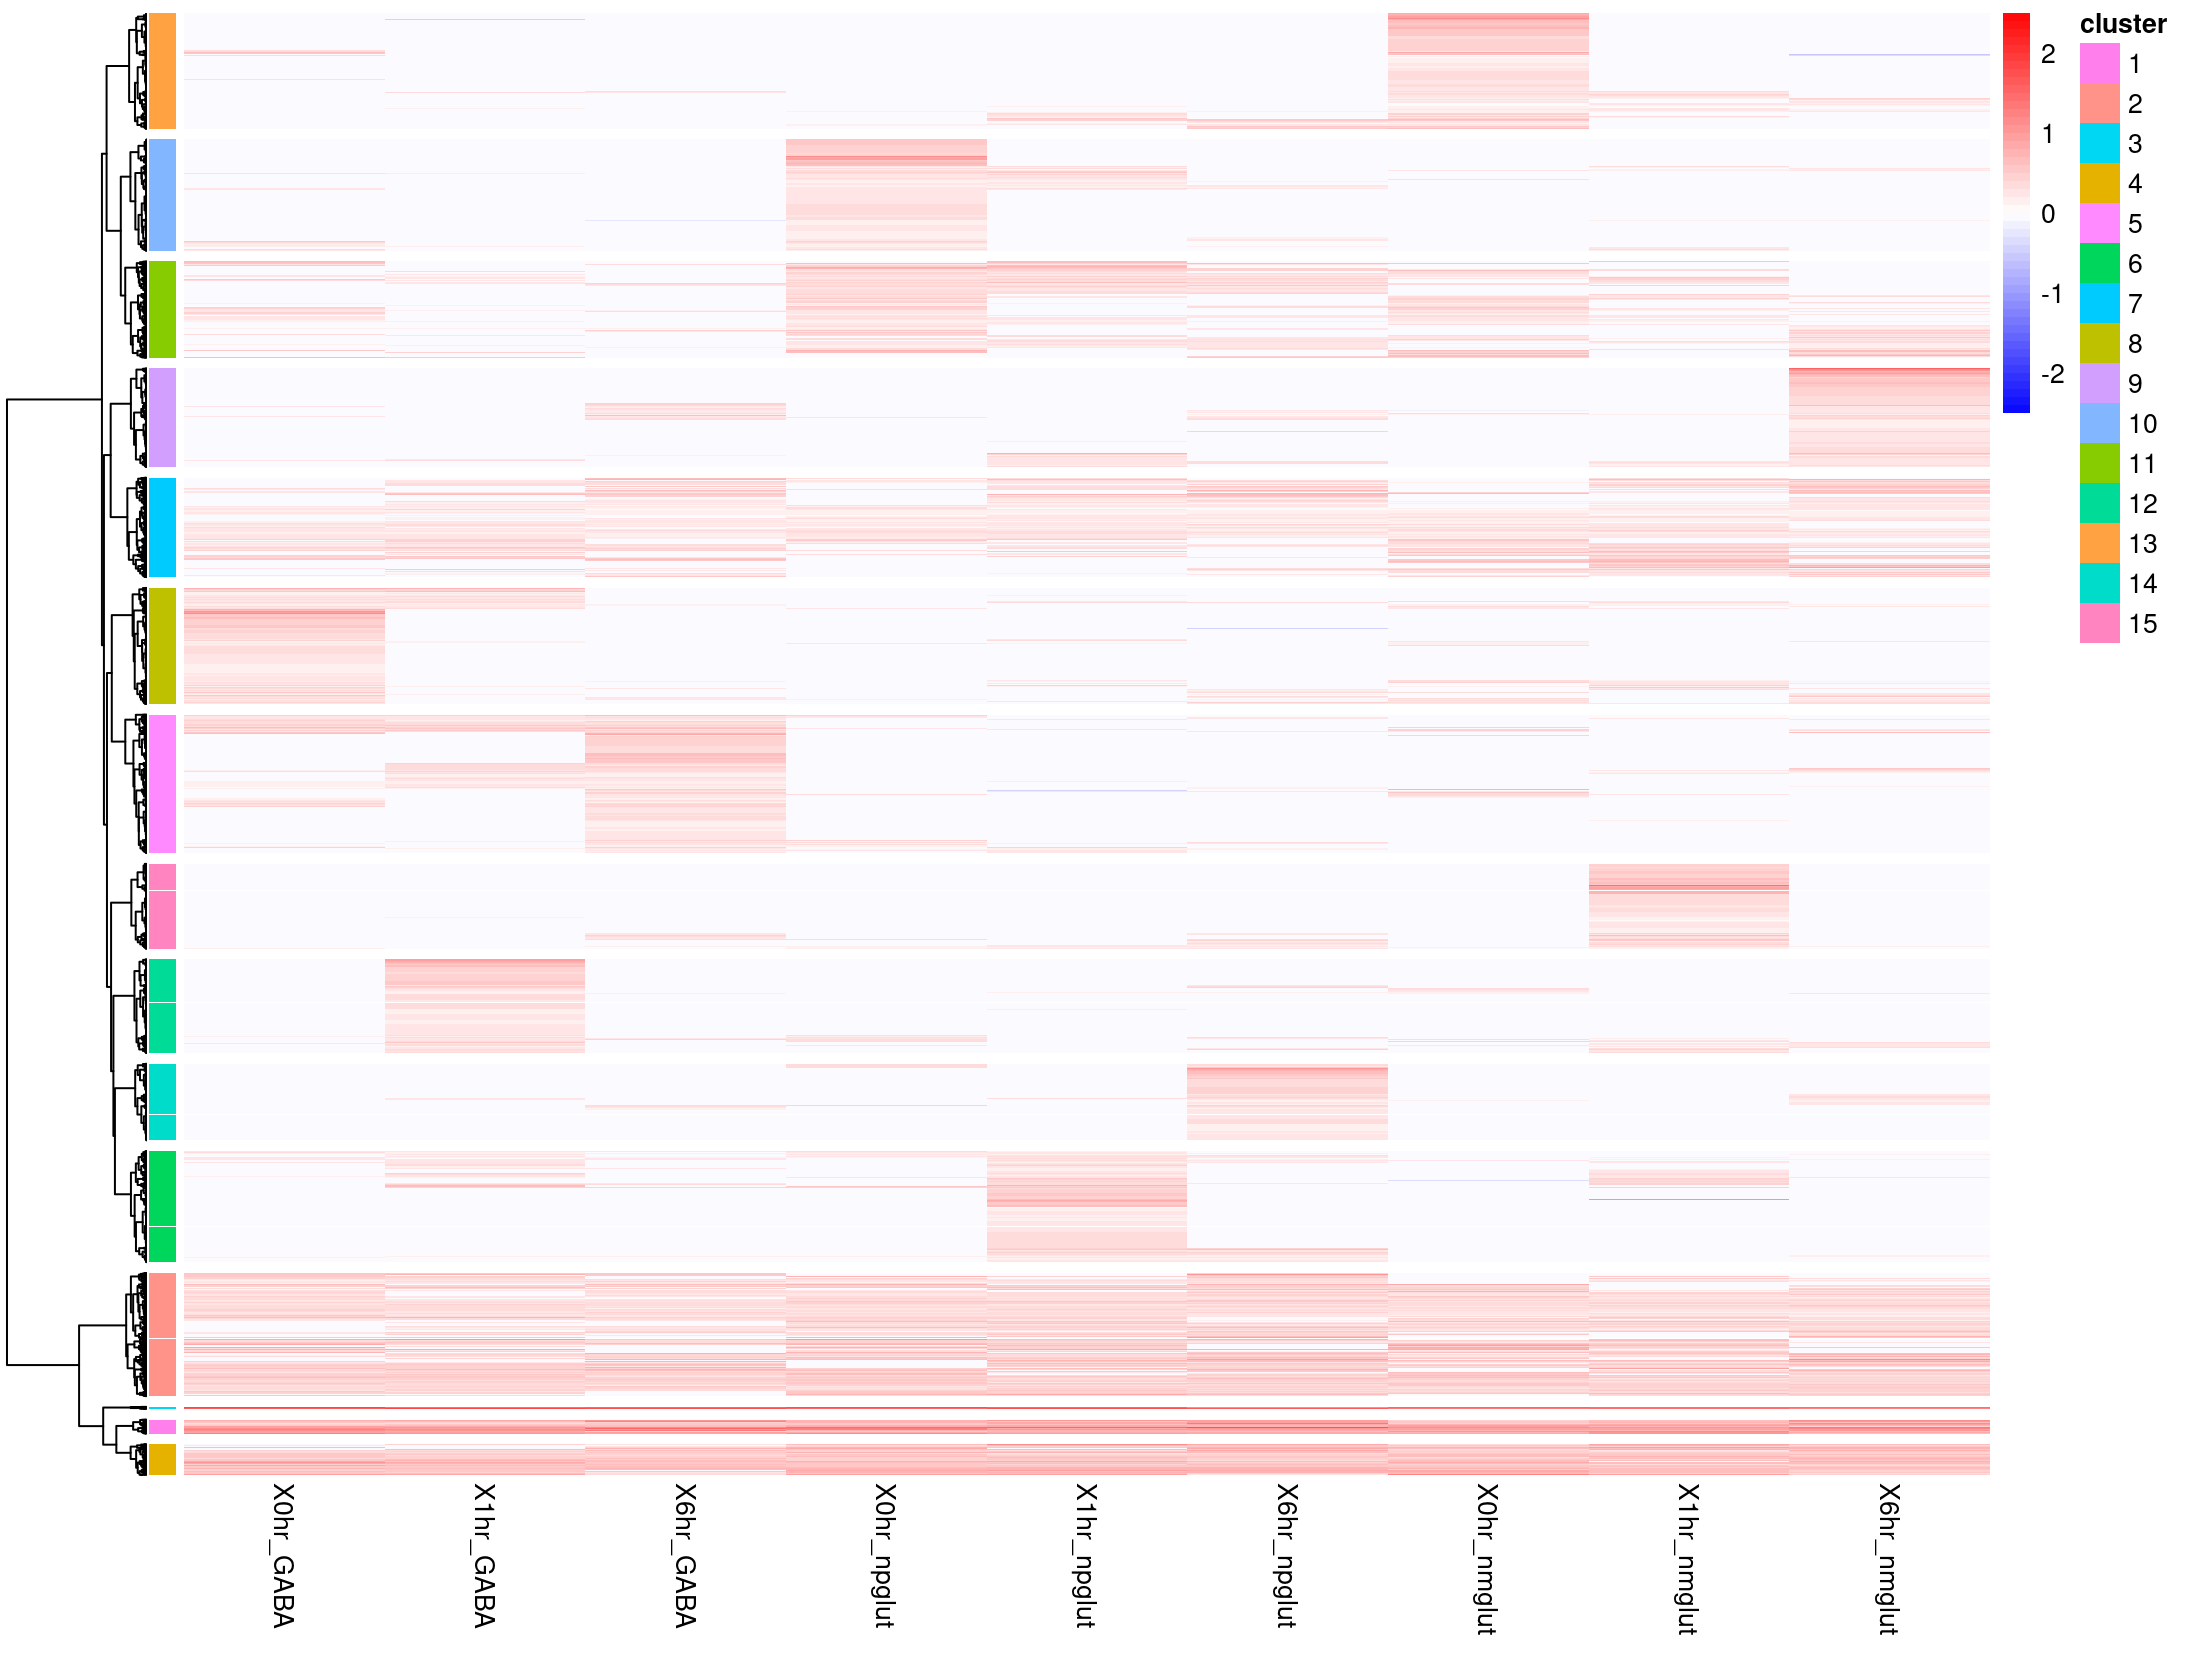 2
1
0
-1
-2
cluster
1
2
3
4
5
6
7
8
9
10
11
12
13
14
15
X0hr_GABA
X1hr_GABA
X6hr_GABA
X0hr_npglut
X1hr_npglut
X6hr_npglut
X0hr_nmglut
X1hr_nmglut
X6hr_nmglut